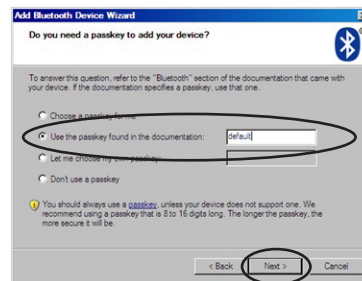 Add Bluetooth Device Wizard
Do you need a passkey to add your device?
To answer this question, refer to the "Bluetooth" section of the documentation that came with
your device. If the documentation specifies a passkey, use that one.
Choose a passkey for me
Use the passkey found in the documentation: default
Let me choose my own passkey:
Don't use a passkey
You should always use a passkey, unless your device does not support one. We
recommend using a passkey that is 8 to 16 digits long. The longer the passkey, the
more secure it will be.
< Back Next > Cancel